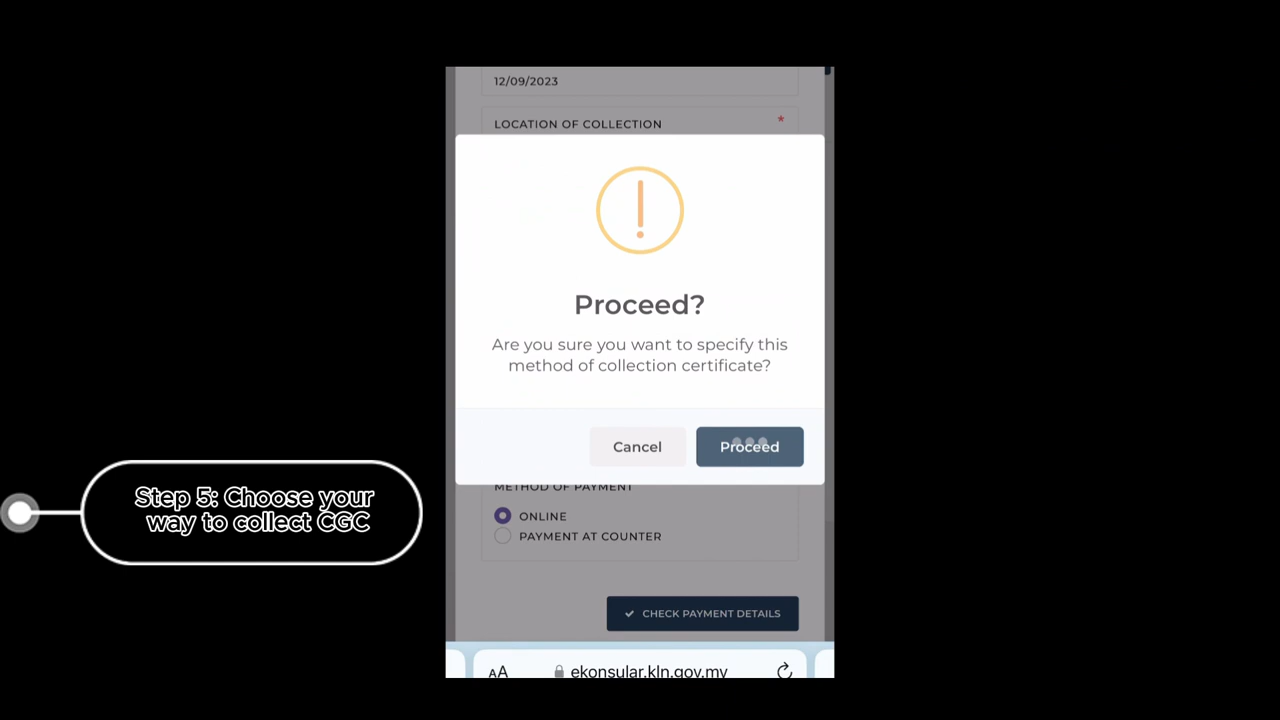 12/09/2023
LOCATION OF COLLECTION *
Proceed?
Are you sure you want to specify this
method of collection certificate?
Cancel
Proceed
METHOD OF PAYMENT
ONLINE
PAYMENT AT COUNTER
CHECK PAYMENT DETAILS
AA
ekonsular.kln.gov.my
Step 5: Choose your
way to collect CGC